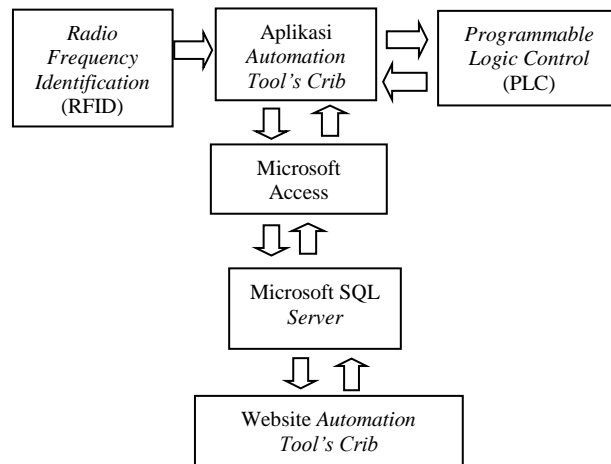 Radio
Frequency
Identification
(RFID)
Aplikasi
Automation
Tool's Crib
Programmable
Logic Control
(PLC)
Microsoft
Access
Microsoft SQL
Server
Website Automation
Tool's Crib